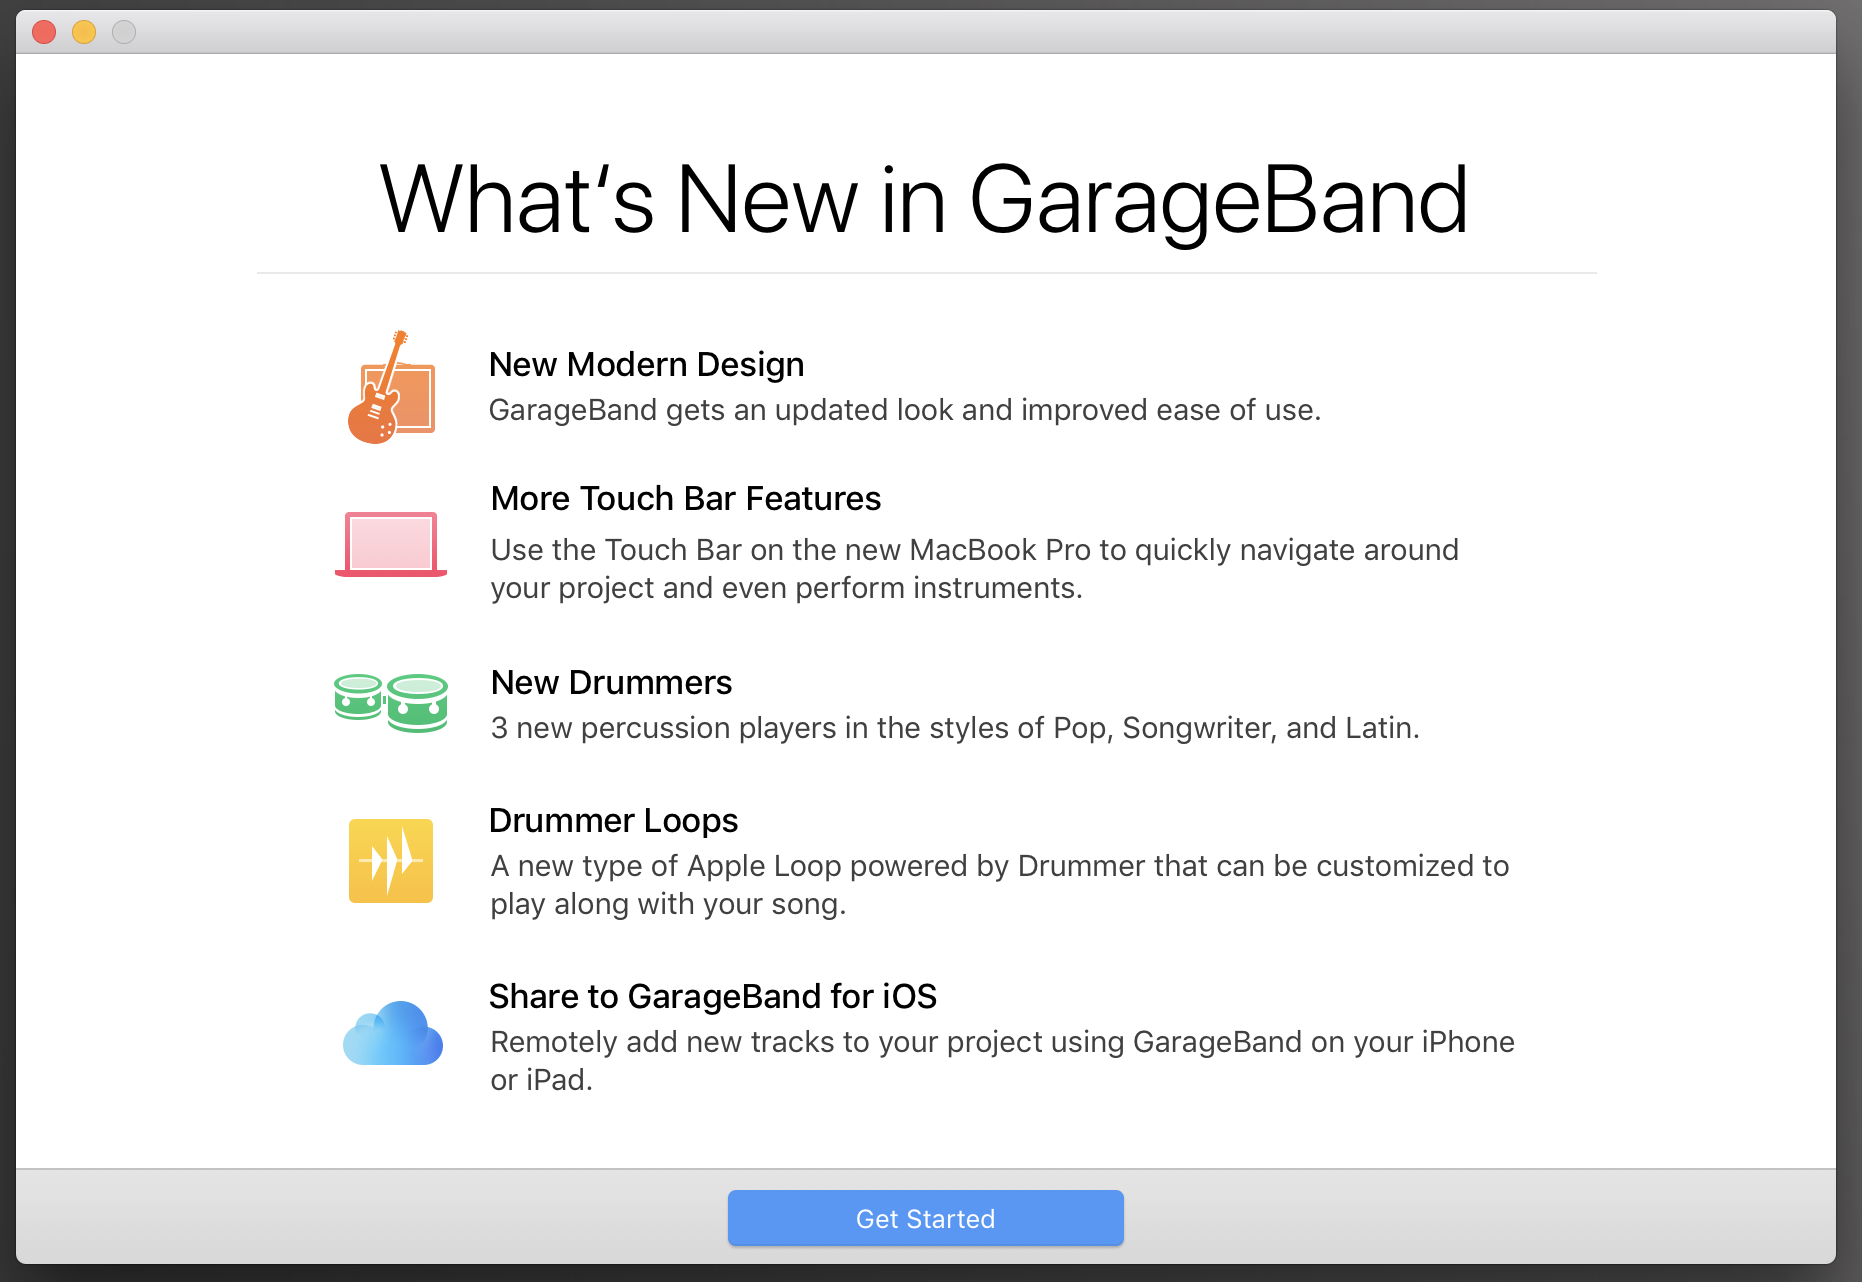 What‘s New in GarageBand
New Modern Design
GarageBand gets an updated look and improved ease of use.
More Touch Bar Features
Use the Touch Bar on the new MacBook Pro to quickly navigate around
your project and even perform instruments.
New Drummers
3 new percussion players in the styles of Pop, Songwriter, and Latin.
Drummer Loops
A new type of Apple Loop powered by Drummer that can be customized to
play along with your song.
Share to GarageBand for iOS
Remotely add new tracks to your project using GarageBand on your iPhone
or iPad.
Get Started